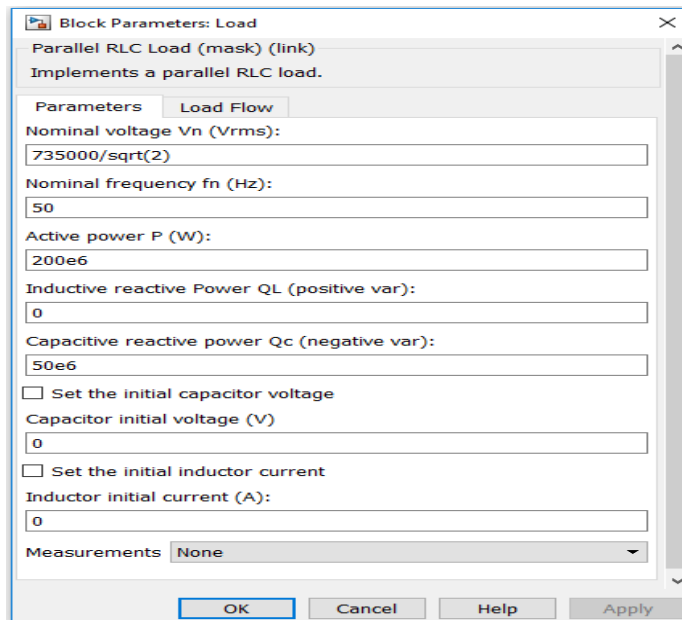 Block Parameters: Load
Parallel RLC Load (mask) (link)
Implements a parallel RLC load.
Parameters Load Flow
Nominal voltage Vn (Vrms):
735000/sqrt(2)
Nominal frequency fn (Hz):
50
Active power P (W):
200e6
Inductive reactive Power QL (positive var):
0
Capacitive reactive power Qc (negative var):
50e6
Set the initial capacitor voltage
Capacitor initial voltage (V)
0
Set the initial inductor current
Inductor initial current (A):
0
Measurements None
OK Cancel Help Apply